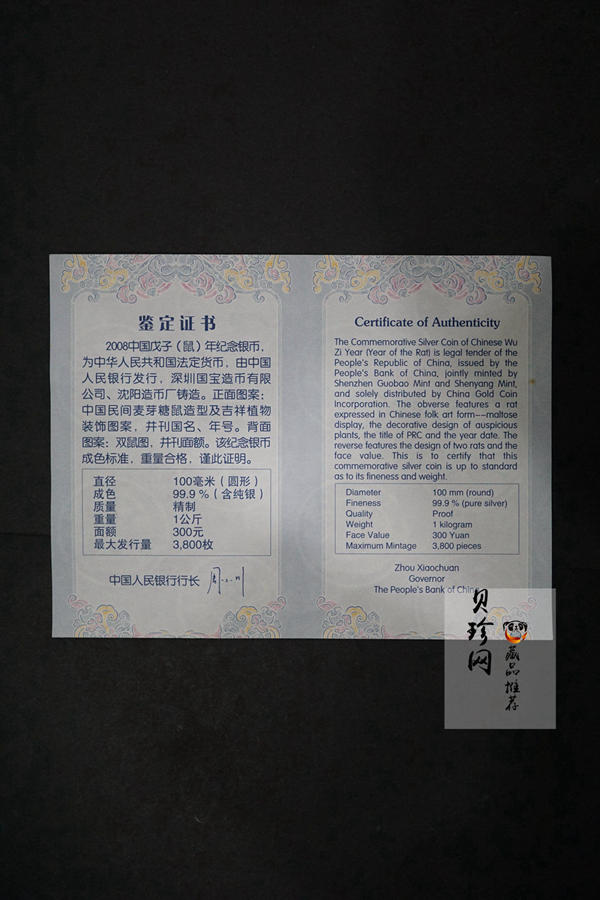 鉴定证书
2008中国戊子（鼠）年纪念银币，
为中华人民共和国法定货币，由中国
人民银行发行，深圳国宝造币有限
公司、沈阳造币厂铸造。正面图案：
中国民间麦芽糖鼠造型及吉祥植物
装饰图案，并刊国名、年号。背面
图案：双鼠图，并刊面额。该纪念银币
成色标准，重量合格，谨此证明。
直径 100毫米（圆形）
成色 99.9 %（含纯银）
质量 精制
重量 1公斤
面额 300元
最大发行量 3,800枚
中国人民银行行长
Certificate of Authenticity
The Commemorative Silver Coin of Chinese Wu
Zi Year (Year of the Rat) is legal tender of the
People's Republic of China, issued by the
People's Bank of China, jointly minted by
Shenzhen Guobao Mint and Shenyang Mint,
and solely distributed by China Gold Coin
Incorporation. The obverse features a rat
expressed in Chinese folk art form--maltose
display, the decorative design of auspicious
plants, the title of PRC and the year date. The
reverse features the design of two rats and the
face value. This is to certify that this
commemorative silver coin is up to standard
as to its fineness and weight.
Diameter 100 mm (round)
Fineness 99.9 % (pure silver)
Quality Proof
Weight 1 kilogram
Face Value 300 Yuan
Maximum Mintage 3,800 pieces
Zhou Xiaochuan
Governor
The People's Bank of China
贝珍网
藏品推荐